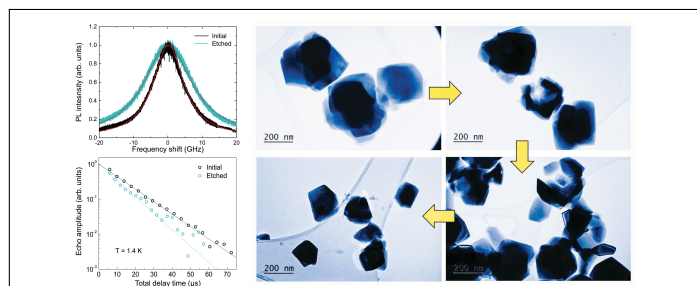 PL intesnsity (arb. units)
1.2
1.0
0.8
0.6
0.4
0.2
0.0
Initial
Etched
-20
-10
0
10
20
Frequency shift (GHz)
Echo amplitude (arb. units)
10⁰
10⁻¹
10⁻²
10⁻³
Initial
Etched
T = 1.4 K
0
10
20
30
40
50
60
70
Total delay time (μs)
200 nm
200 nm
200 nm
200 nm